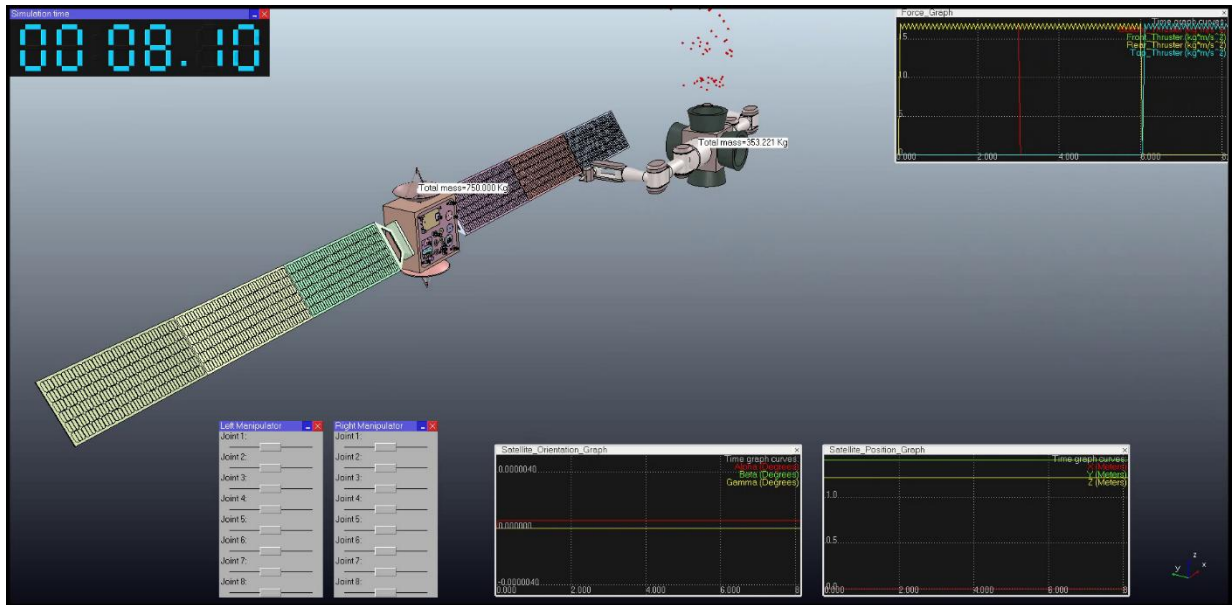 Simulation time
00 08. 10
Total mass=353.221 Kg
Total mass=750.000 Kg
Force_Graph
Time graph curves:
Front_Thruster (kg*m/s^2)
Rear_Thruster (kg*m/s^2)
Top_Thruster (kg*m/s^2)
15.
10.
5
0
0.000 2.000 4.000 6.000 8.
Left Manipulator
Joint 1:
Joint 2:
Joint 3:
Joint 4:
Joint 5:
Joint 6:
Joint 7:
Joint 8:
Right Manipulator
Joint 1:
Joint 2:
Joint 3:
Joint 4:
Joint 5:
Joint 6:
Joint 7:
Joint 8:
Satellite_Orientation_Graph
Time graph curves:
Alpha (Degrees)
Beta (Degrees)
Gamma (Degrees)
0.0000040
0.000000
-0.0000040
0.000 2.000 4.000 6.000 8
Satellite_Position_Graph
Time graph curves:
X (Meters)
Y (Meters)
Z (Meters)
1.0
0.5
0.0
0.000 2.000 4.000 6.000 8
z
y x